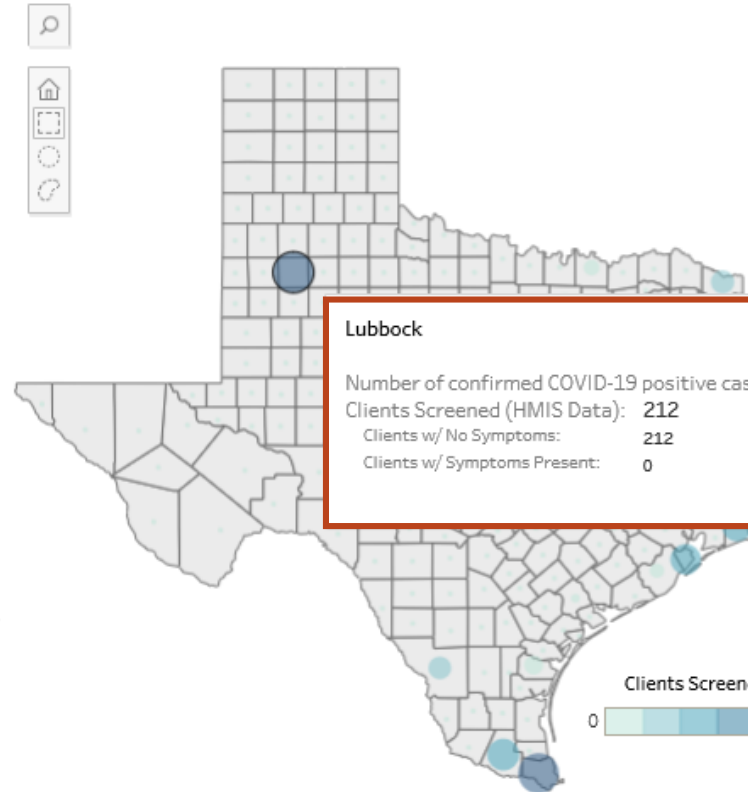 Lubbock
Number of confirmed COVID-19 positive cas
Clients Screened (HMIS Data): 212
Clients w/ No Symptoms: 212
Clients w/ Symptoms Present: 0
Clients Screen
0